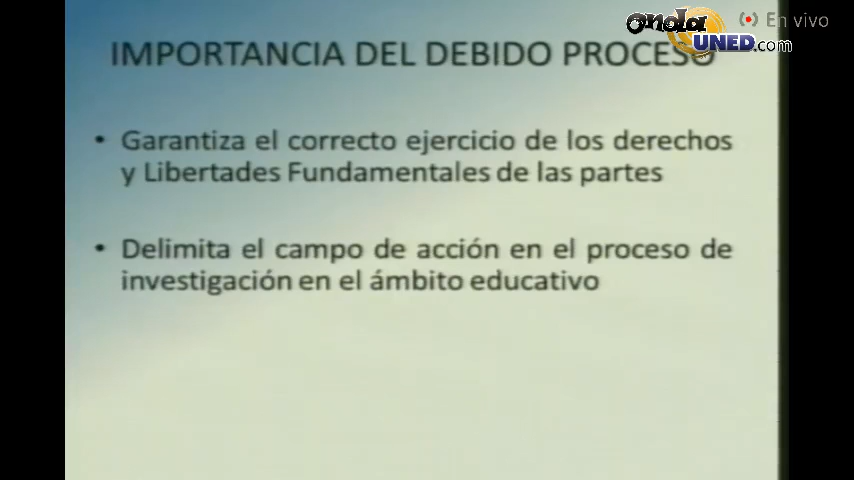 onda
UNED.com
En vivo
IMPORTANCIA DEL DEBIDO PROCESO
• Garantiza el correcto ejercicio de los derechos
y Libertades Fundamentales de las partes
• Delimita el campo de acción en el proceso de
investigación en el ámbito educativo